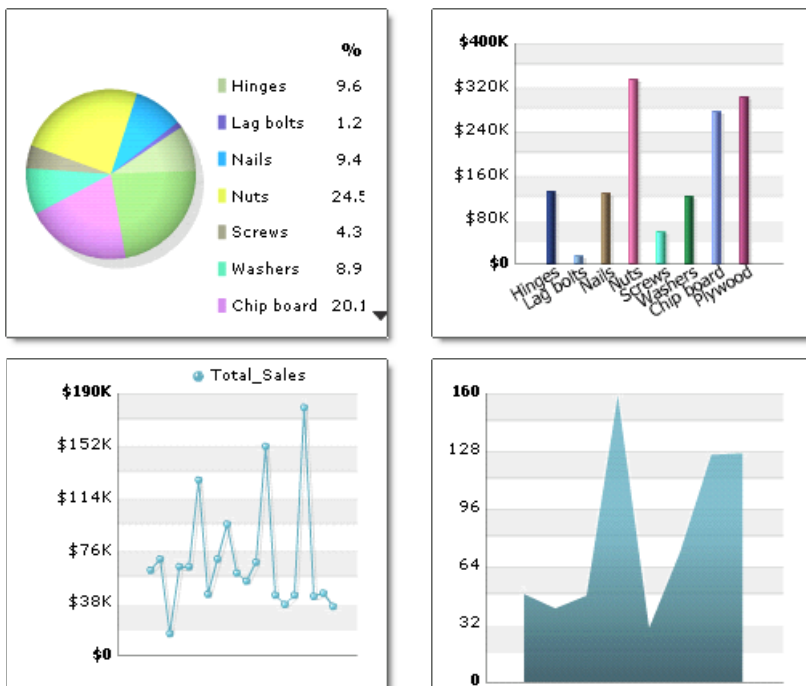 %
Hinges 9.6
Lag bolts 1.2
Nails 9.4
Nuts 24.5
Screws 4.3
Washers 8.9
Chip board 20.1
$400K
$320K
$240K
$160K
$80K
$0
Hinges
Lag bolts
Nails
Nuts
Screws
Washers
Chip board
Plywood
Total_Sales
$190K
$152K
$114K
$76K
$38K
$0
160
128
96
64
32
0